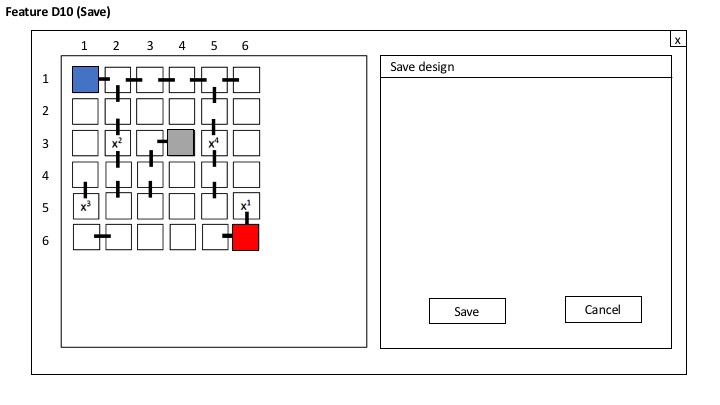 Feature D10 (Save)
x
1 2 3 4 5 6
1
Save design
2
3 x² x⁴
4
5 x³ x¹
6
Save Cancel